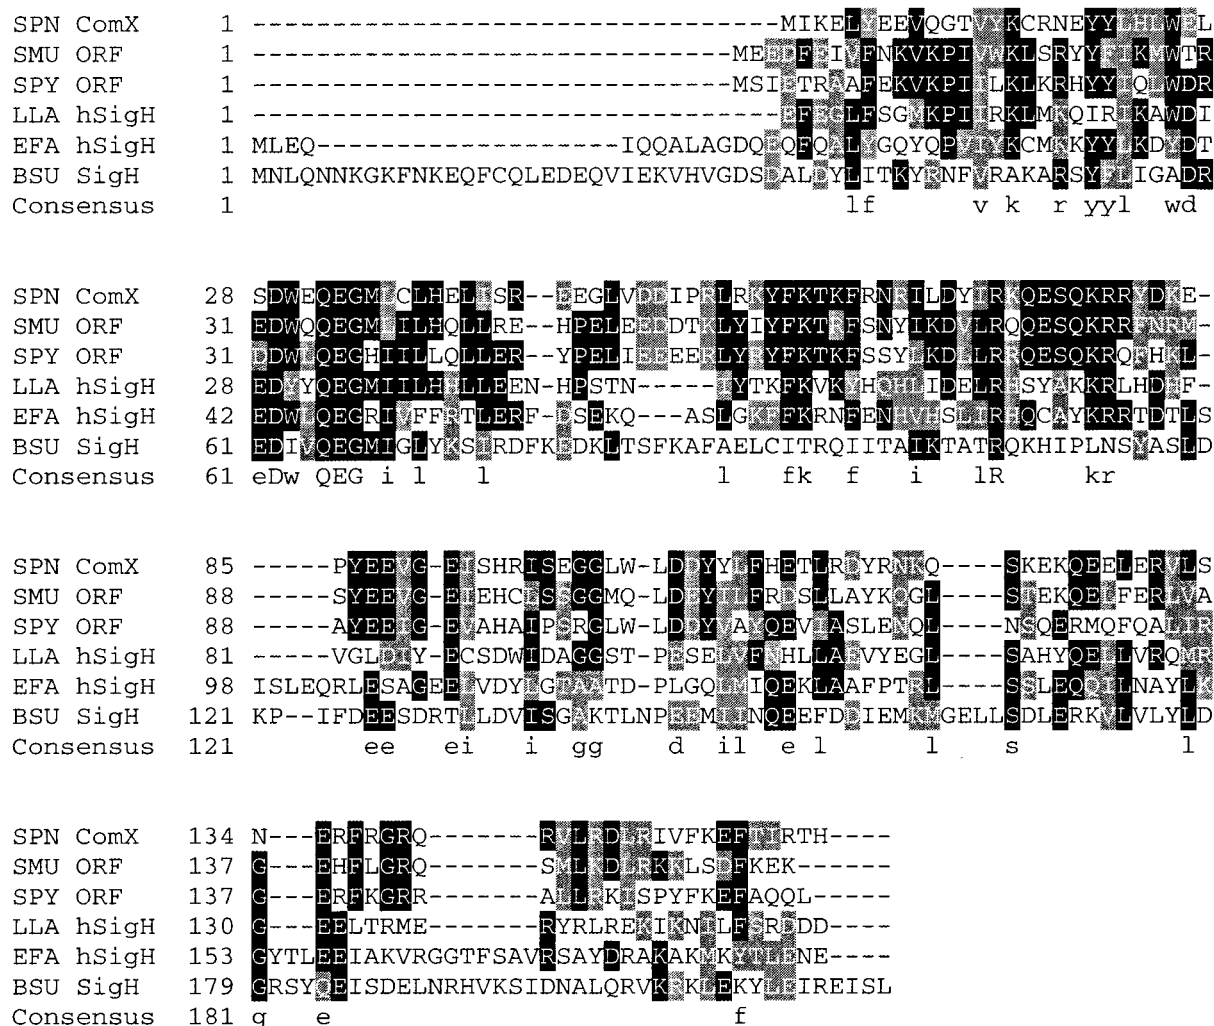 SPN ComX 1 ---------------------------------MIKELYEEVQGTVYKCRNEYYLHLWEL
SMU ORF 1 ------------------------------MEEDFEIVFNKVKPIVWKLSRYYFIKMWTR
SPY ORF 1 ------------------------------MSIETRAAFEKVKPIILKLKRHYYIQLWDR
LLA hSigH 1 ---------------------------------EFEGLFSGMKPIIRKLMKQIRIKAWDI
EFA hSigH 1 MLEQ-------------------IQQALAGDQEQFQALYGQYQPVIYKCMKKYYLKDYDT
BSU SigH 1 MNLQNNKGKFNKEQFCQLEDEQVIEKVHVGDSDALDYLITKYRNFVRAKARSYFLIGADR
Consensus 1 lf v k r yyl wd
SPN ComX 28 SDWEQEGMLCLHELISR--EEGLVDDIPRLRKYFKTKFRNRILDYIRKQESQKRRYDKE-
SMU ORF 31 EDWQQEGMLILHQLLRE--HPELEEDDTKLYIYFKTRFSNYIKDVLRQQESQKRRFNRM-
SPY ORF 31 DDWLQEGHIILLQLLER--YPELIEEEERLYRYFKTKFSSYLKDLLRRQESQKRQFHKL-
LLA hSigH 28 EDYYQEGMIILHHLLEEN-HPSTN-----IYTKFKVKYHQHLIDELRHSYAKKRLHDHF-
EFA hSigH 42 EDWLQEGRIVFFRTLERF-DSEKQ---ASLGKFFKRNFENHVHSLIRHQCAYKRRTDTLS
BSU SigH 61 EDIVQEGMIGLYKSIRDFKEDKLTSFKAFAELCITRQIITAIKTATRQKHIPLNSYASLD
Consensus 61 eDw QEG i l l l fk f i lR kr
SPN ComX 85 -----PYEEVG-EISHRISEGGLW-LDDYYLFHETLRDYRNKQ----SKEKQEELERVLS
SMU ORF 88 -----SYEEVG-EIEHCISSGGMQ-LDEYILFRDSLLAYKQGL----STEKQELFERLVA
SPY ORF 88 -----AYEEIG-EVAHAIPSRGLW-LDDYVAYQEVIASLENQL----NSQERMQFQALIR
LLA hSigH 81 -----VGLDIY-ECSDWIDAGGST-PESELVFNHLLAEVYEGL----SAHYQELLVRQMR
EFA hSigH 98 ISLEQRLESAGEELVDYLGTAATD-PLGQLMIQEKLAAFPTRL----SSLEQQILNAYLK
BSU SigH 121 KP--IFDEESDRTLLDVISGAKTLNPEEMIINQEEFDDIEMKMGELLSDLERKVLVLYLD
Consensus 121 ee ei i gg d il e l l s l
SPN ComX 134 N---ERFRGRQ-------RVLRDLRIVFKEFTIRTH----
SMU ORF 137 G---EHFLGRQ-------SMLKDLRKKLSDFKEK------
SPY ORF 137 G---ERFKGRR-------ALLRKISPYFKEFAQQL-----
LLA hSigH 130 G---EELTRME-------RYRLREKIKNILFSRDDD----
EFA hSigH 153 GYTLEEIAKVRGGTFSAVRSAYDRAKAKMKYTLENE----
BSU SigH 179 GRSYQEISDELNRHVKSIDNALQRVKRKLEKYLEIREISL
Consensus 181 g e f